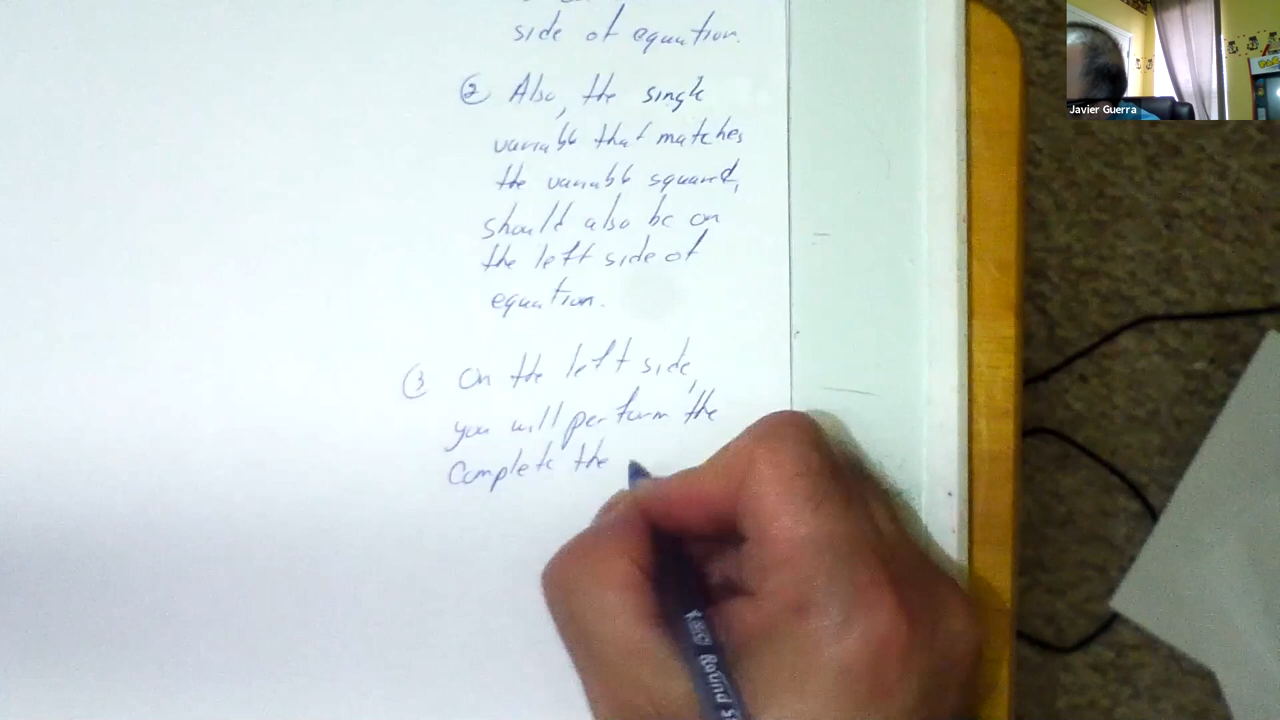 side of equation.
② Also, the single
variable that matches
the variable squared,
should also be on
the left side of
equation.
③ On the left side,
you will perform the
Complete the
Javier Guerra
Round